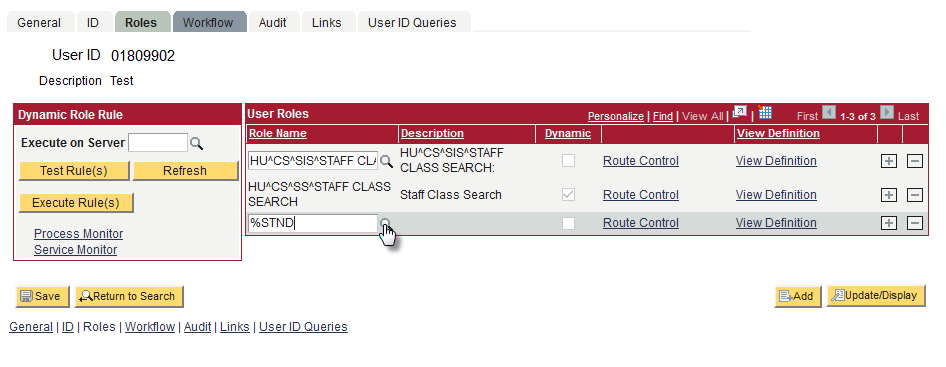 General ID Roles Workflow Audit Links User ID Queries
User ID 01809902
Description Test
Dynamic Role Rule
Execute on Server
Test Rule(s) Refresh
Execute Rule(s)
Process Monitor
Service Monitor
User Roles Personalize | Find | View All | | First 1-3 of 3 Last
Role Name Description Dynamic View Definition
HU^CS^SIS^STAFF CLA HU^CS^SIS^STAFF Route Control View Definition
CLASS SEARCH:
HU^CS^SS^STAFF CLASS Staff Class Search Route Control View Definition
SEARCH
%STND Route Control View Definition
Save Return to Search Add Update/Display
General | ID | Roles | Workflow | Audit | Links | User ID Queries